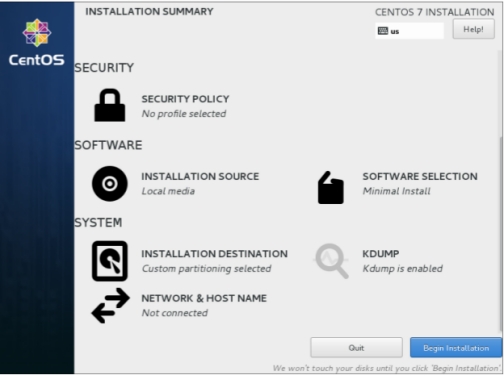 INSTALLATION SUMMARY
CENTOS 7 INSTALLATION
us
Help!
CentOS
SECURITY
SECURITY POLICY
No profile selected
SOFTWARE
INSTALLATION SOURCE
Local media
SOFTWARE SELECTION
Minimal Install
SYSTEM
INSTALLATION DESTINATION
Custom partitioning selected
KDUMP
Kdump is enabled
NETWORK & HOST NAME
Not connected
Quit
Begin Installation
We won't touch your disks until you click 'Begin Installation'